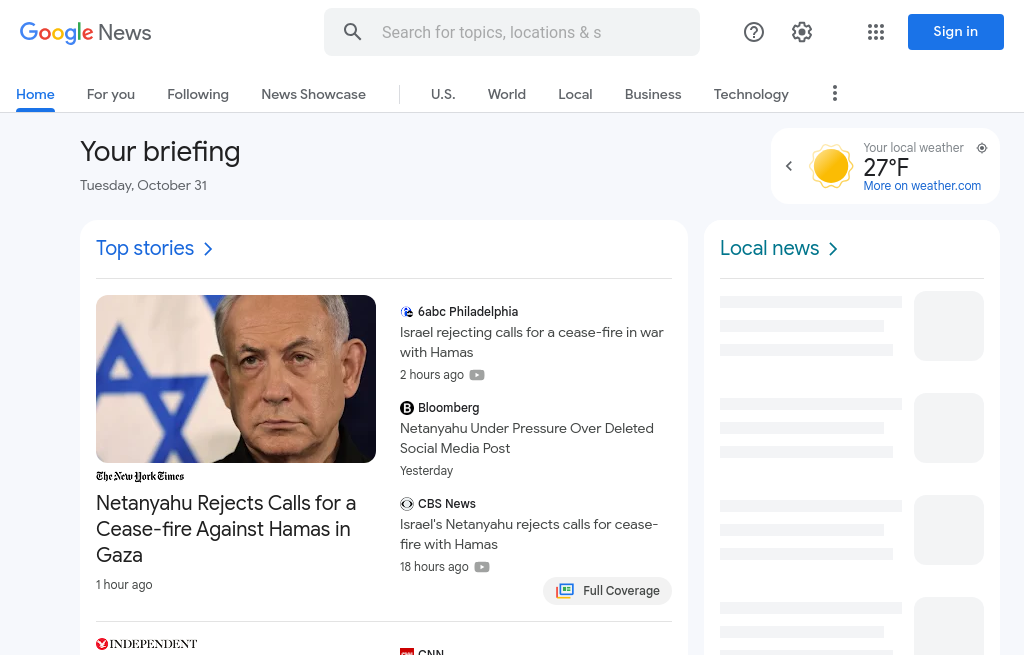 Google News
Search for topics, locations & s
Sign in
Home
For you
Following
News Showcase
U.S.
World
Local
Business
Technology
Your briefing
Tuesday, October 31
Your local weather
27°F
More on weather.com
Top stories
Local news
The New York Times
Netanyahu Rejects Calls for a
Cease-fire Against Hamas in
Gaza
1 hour ago
6abc Philadelphia
Israel rejecting calls for a cease-fire in war
with Hamas
2 hours ago
Bloomberg
Netanyahu Under Pressure Over Deleted
Social Media Post
Yesterday
CBS News
Israel's Netanyahu rejects calls for cease-
fire with Hamas
18 hours ago
Full Coverage
INDEPENDENT
CNN